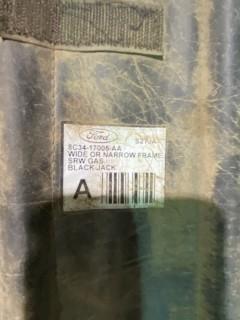 Ford
8C34-17005-AA
WIDE OR NARROW FRAME
SRW GAS
BLACK JACK
A